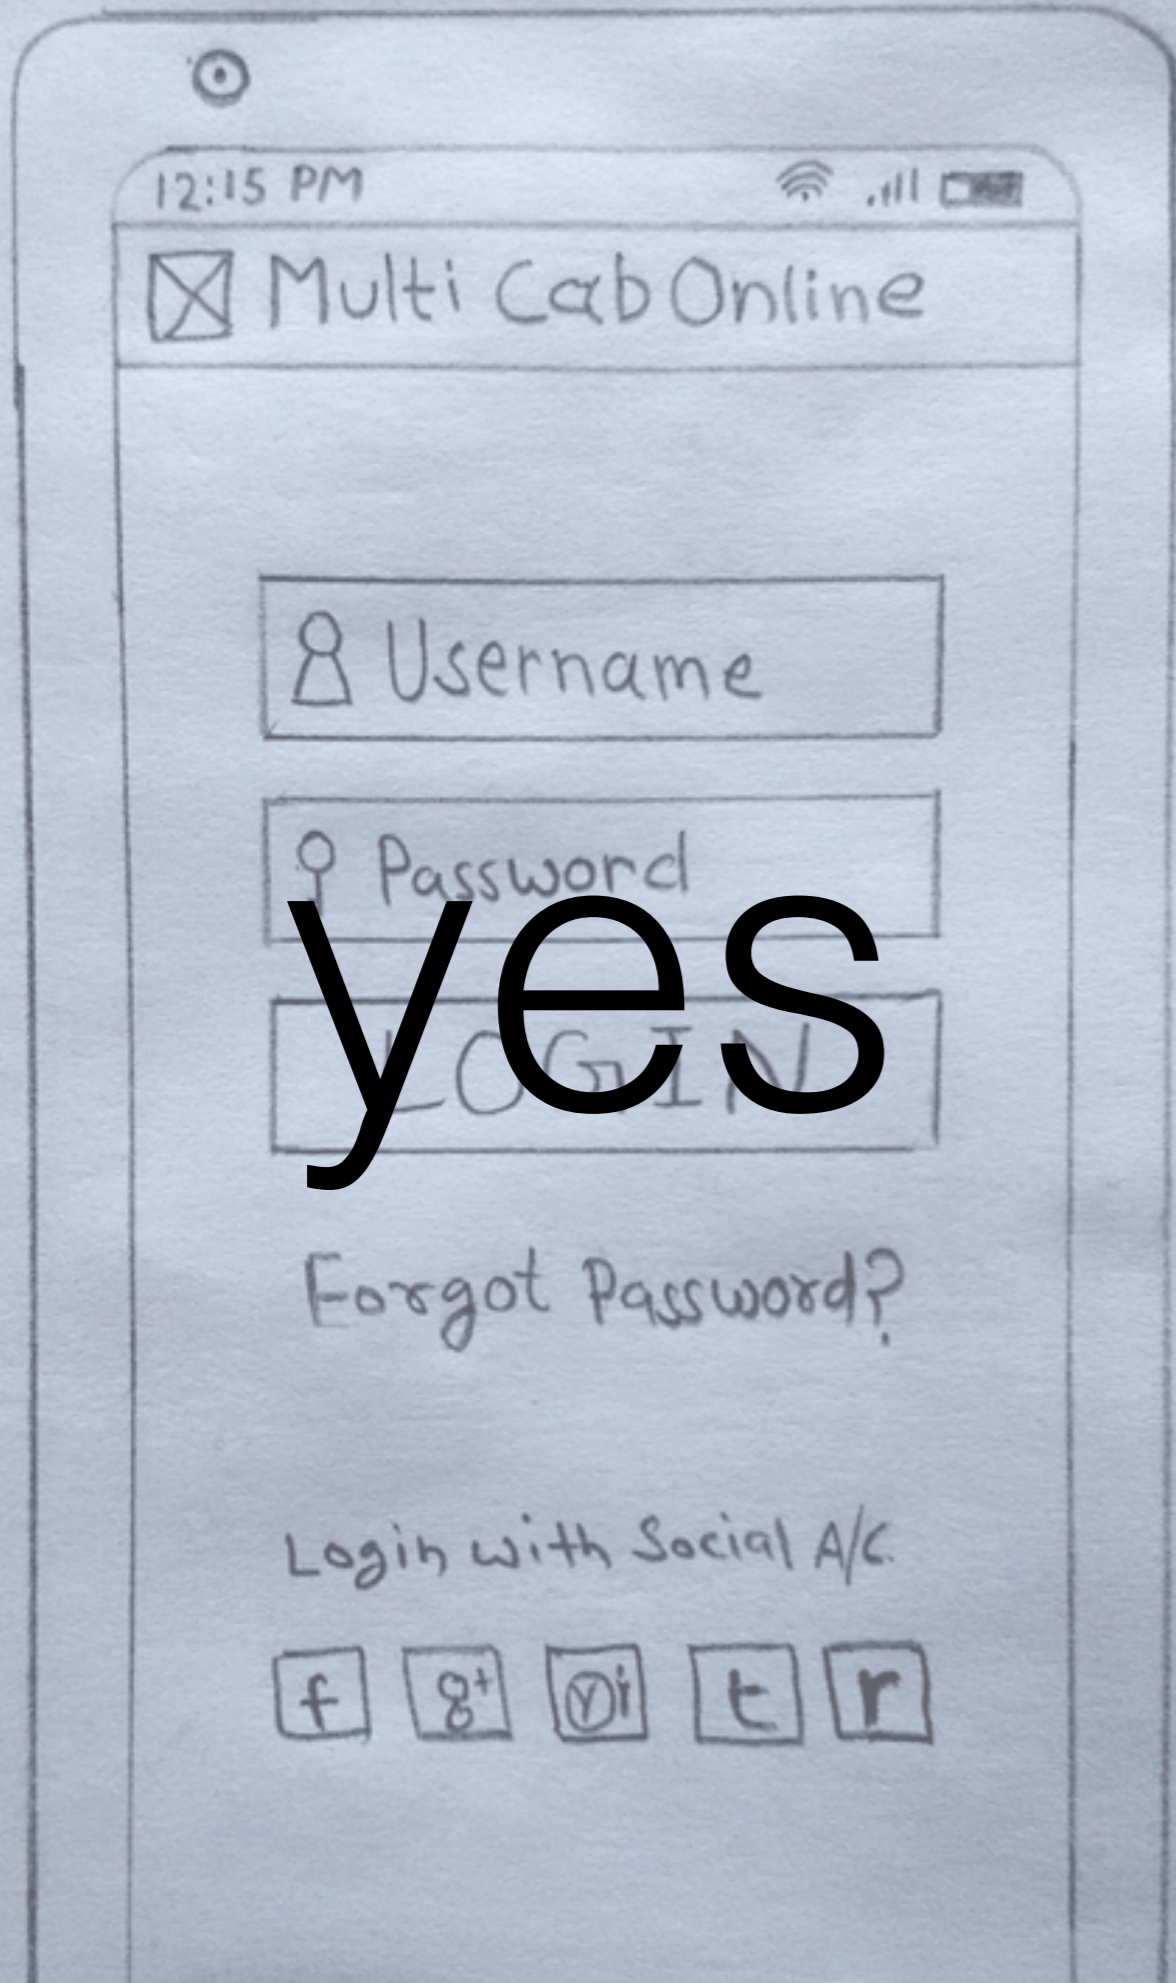 12:15 PM
Multi Cab Online
Username
Password
yes
LOGIN
Forgot Password?
Login with Social A/C.
f g+ t r